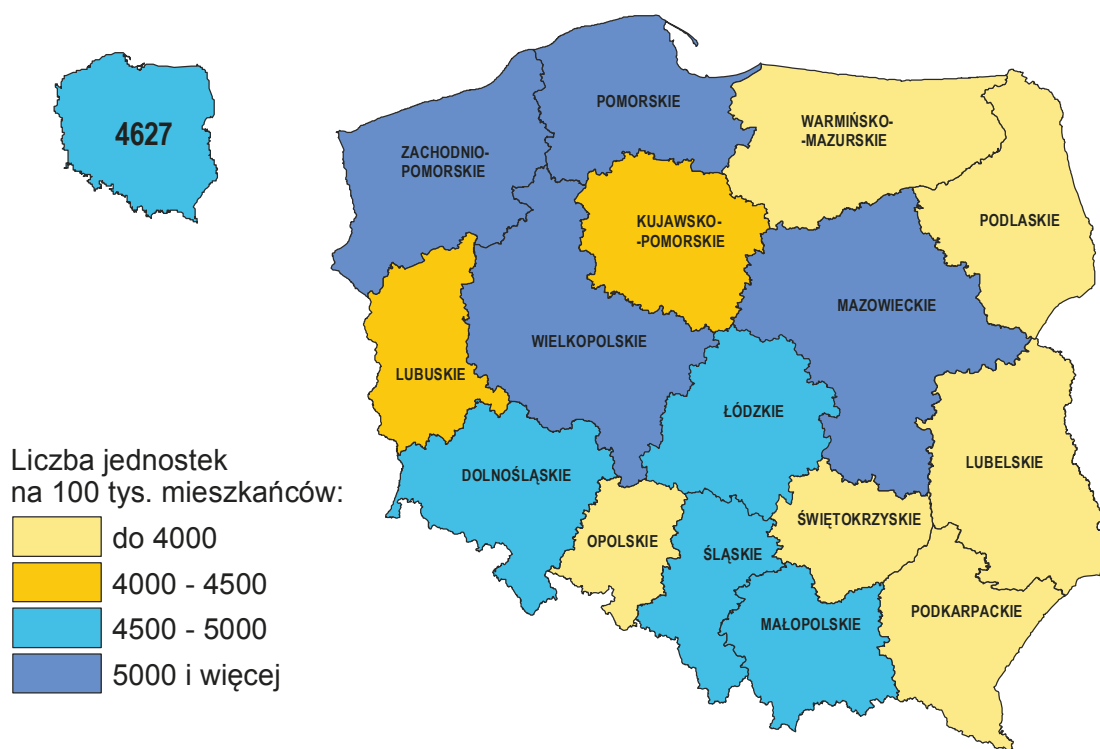 4627
POMORSKIE
WARMIŃSKO-
-MAZURSKIE
ZACHODNIO-
POMORSKIE
KUJAWSKO-
-POMORSKIE
PODLASKIE
MAZOWIECKIE
WIELKOPOLSKIE
LUBUSKIE
ŁÓDZKIE
LUBELSKIE
DOLNOŚLĄSKIE
ŚWIĘTOKRZYSKIE
OPOLSKIE
ŚLĄSKIE
PODKARPACKIE
MAŁOPOLSKIE
Liczba jednostek
na 100 tys. mieszkańców:
do 4000
4000 - 4500
4500 - 5000
5000 i więcej